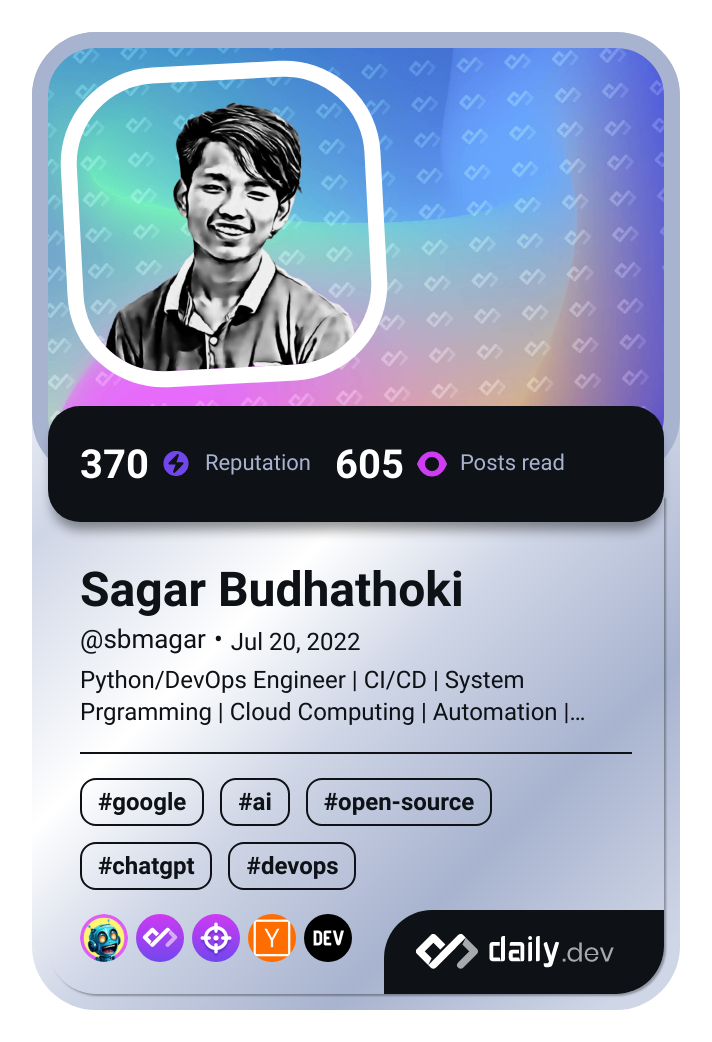 370 Reputation 605 Posts read
Sagar Budhathoki
@sbmagar • Jul 20, 2022
Python/DevOps Engineer | CI/CD | System
Prgramming | Cloud Computing | Automation |...
#google #ai #open-source
#chatgpt #devops
Y DEV
daily.dev